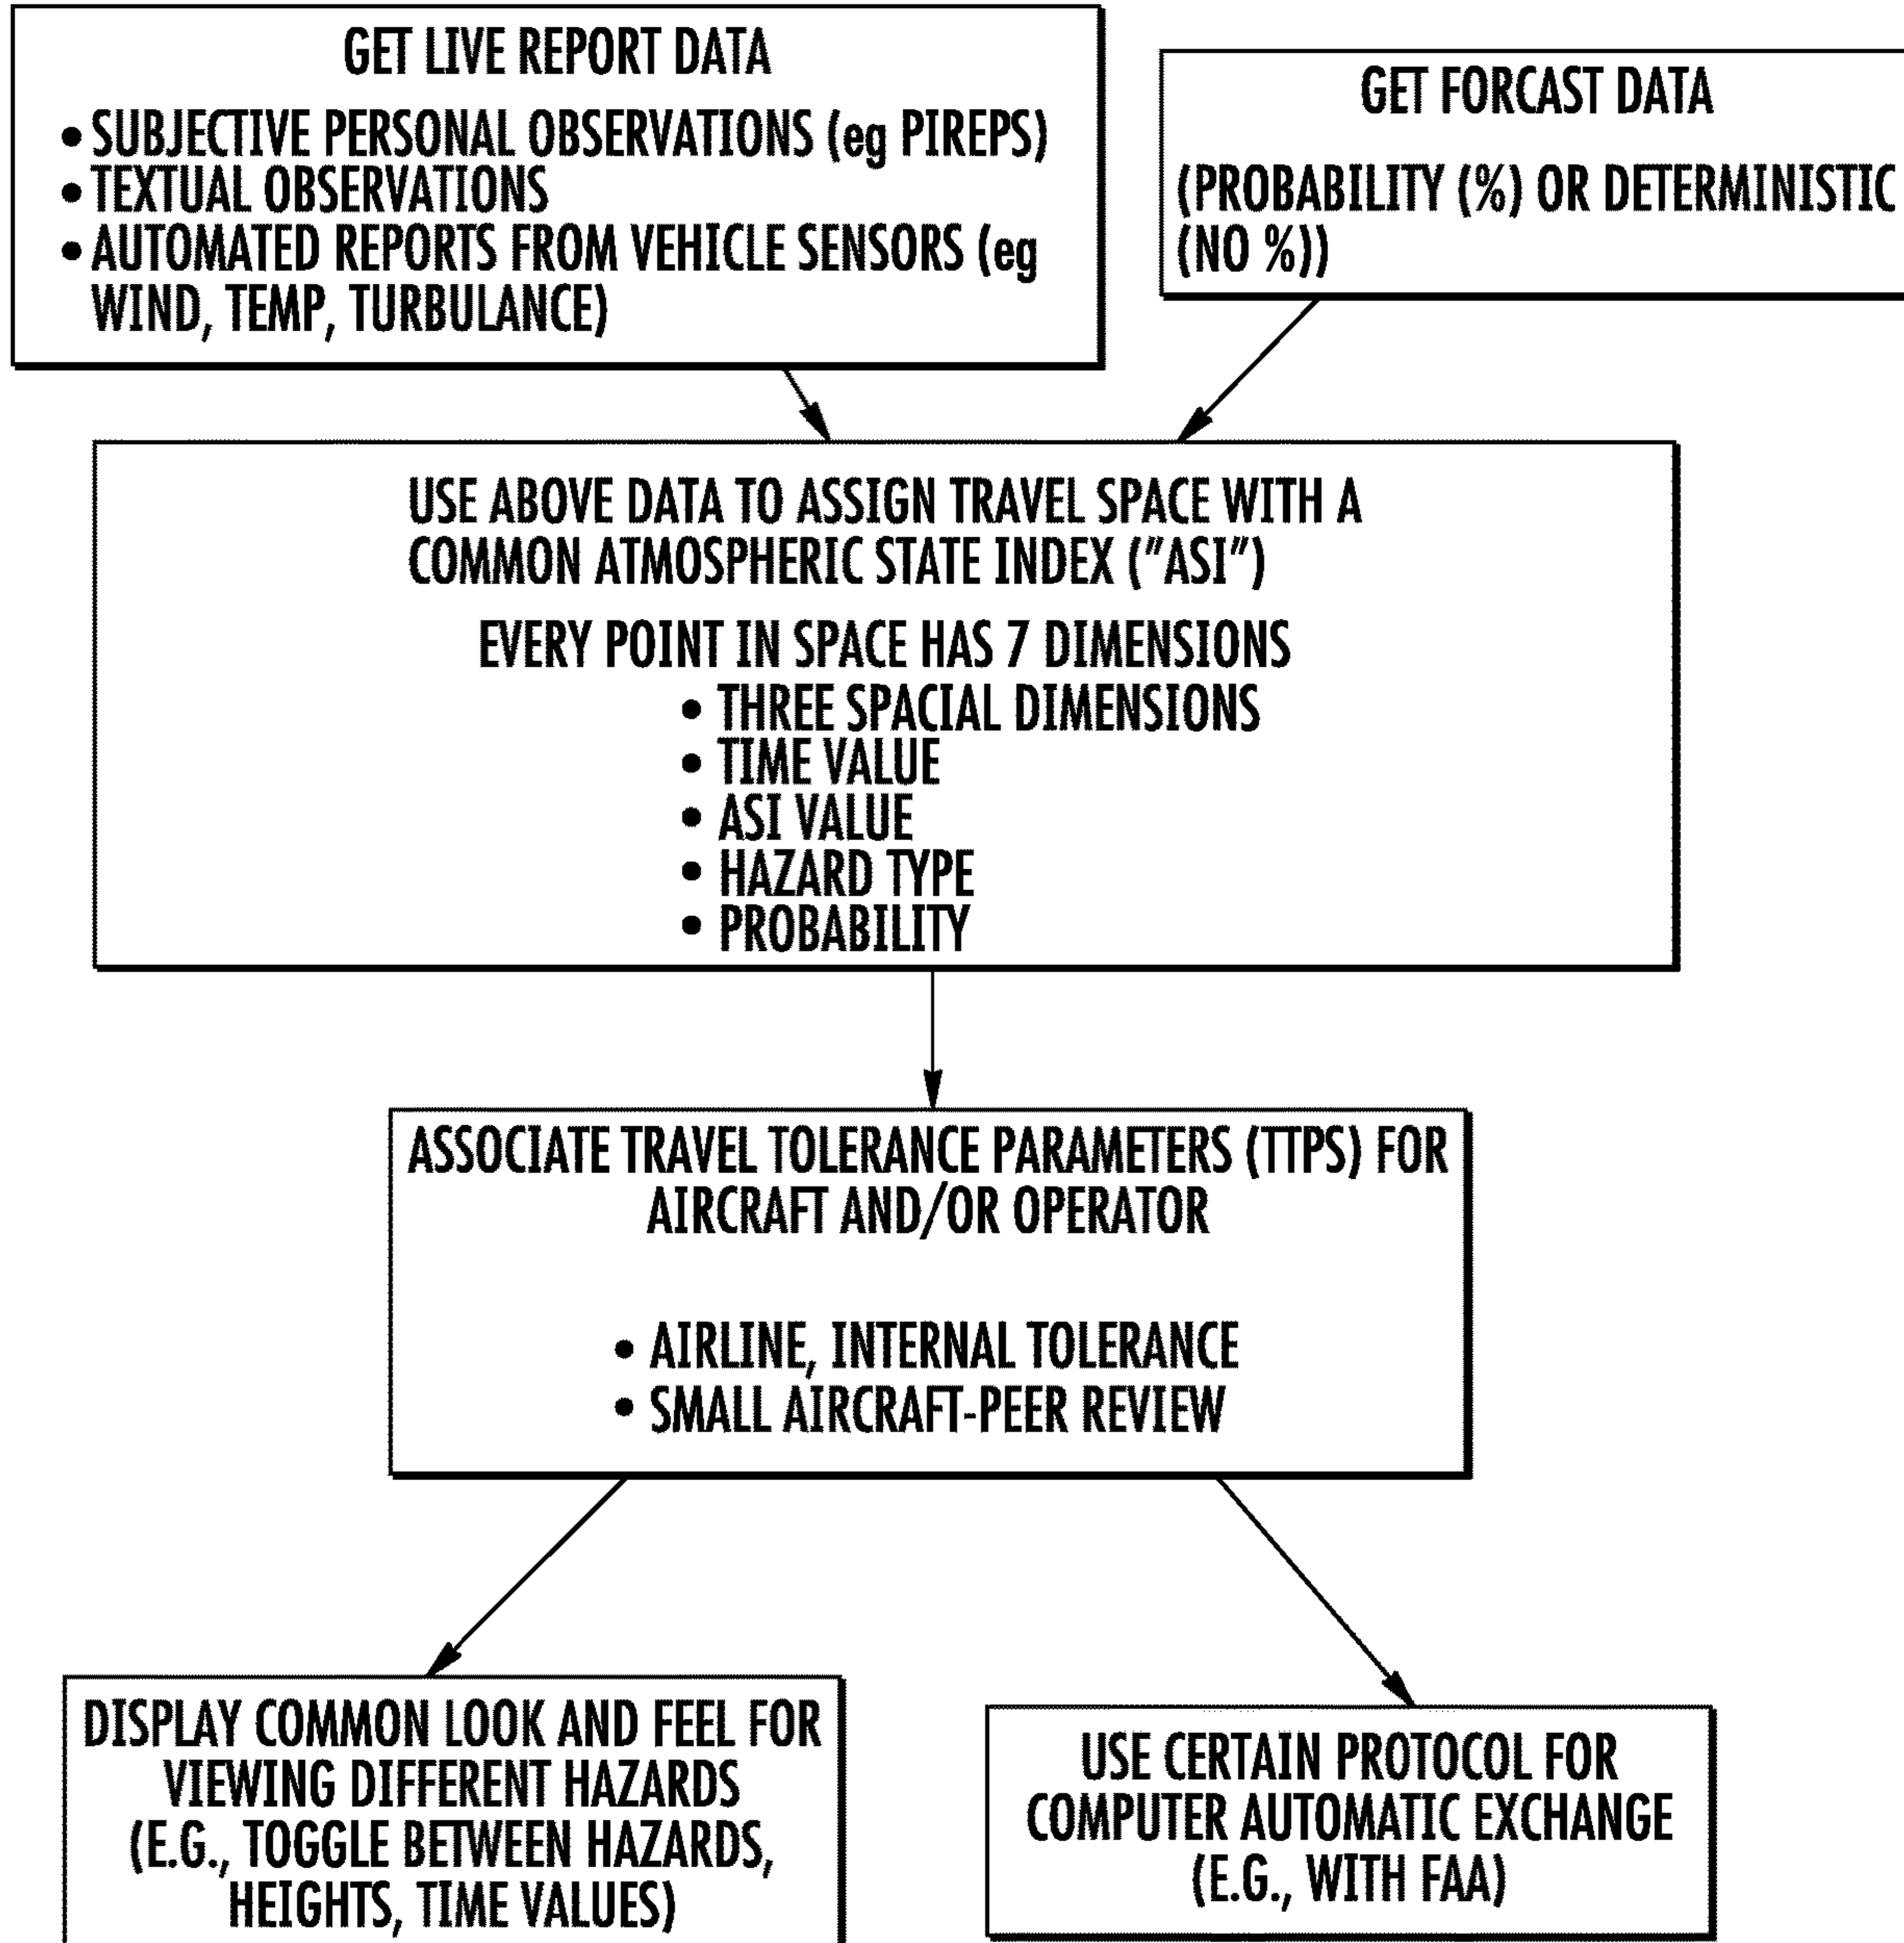 GET LIVE REPORT DATA
• SUBJECTIVE PERSONAL OBSERVATIONS (eg PIREPS)
• TEXTUAL OBSERVATIONS
• AUTOMATED REPORTS FROM VEHICLE SENSORS (eg
WIND, TEMP, TURBULANCE)
GET FORCAST DATA
(PROBABILITY (%) OR DETERMINISTIC
(NO %))
USE ABOVE DATA TO ASSIGN TRAVEL SPACE WITH A
COMMON ATMOSPHERIC STATE INDEX ("ASI")
EVERY POINT IN SPACE HAS 7 DIMENSIONS
• THREE SPACIAL DIMENSIONS
• TIME VALUE
• ASI VALUE
• HAZARD TYPE
• PROBABILITY
ASSOCIATE TRAVEL TOLERANCE PARAMETERS (TTPS) FOR
AIRCRAFT AND/OR OPERATOR
• AIRLINE, INTERNAL TOLERANCE
• SMALL AIRCRAFT-PEER REVIEW
DISPLAY COMMON LOOK AND FEEL FOR
VIEWING DIFFERENT HAZARDS
(E.G., TOGGLE BETWEEN HAZARDS,
HEIGHTS, TIME VALUES)
USE CERTAIN PROTOCOL FOR
COMPUTER AUTOMATIC EXCHANGE
(E.G., WITH FAA)